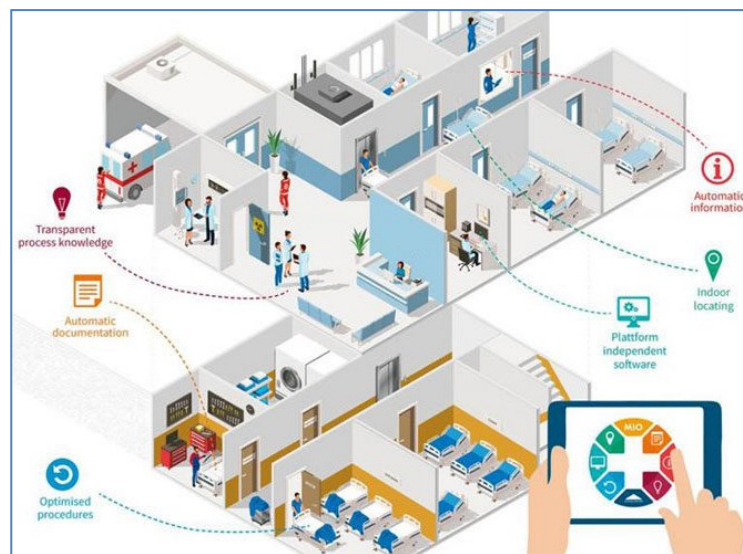 Automatic
information
Transparent
process knowledge
Indoor
locating
Automatic
documentation
Plattform
independent
software
MIO
Optimised
procedures